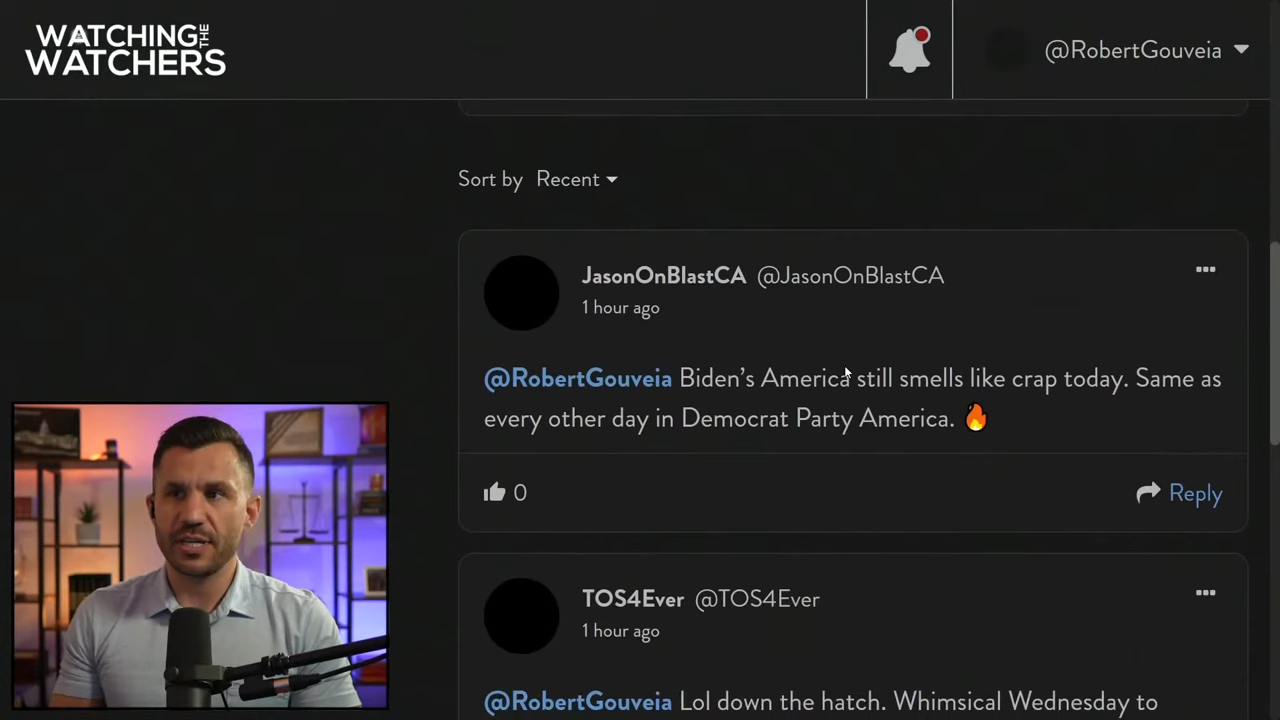 WATCHING THE
WATCHERS
@RobertGouveia
Sort by Recent
JasonOnBlastCA @JasonOnBlastCA
1 hour ago
@RobertGouveia Biden’s America still smells like crap today. Same as
every other day in Democrat Party America. 🔥
0
Reply
TOS4Ever @TOS4Ever
1 hour ago
@RobertGouveia Lol down the hatch. Whimsical Wednesday to